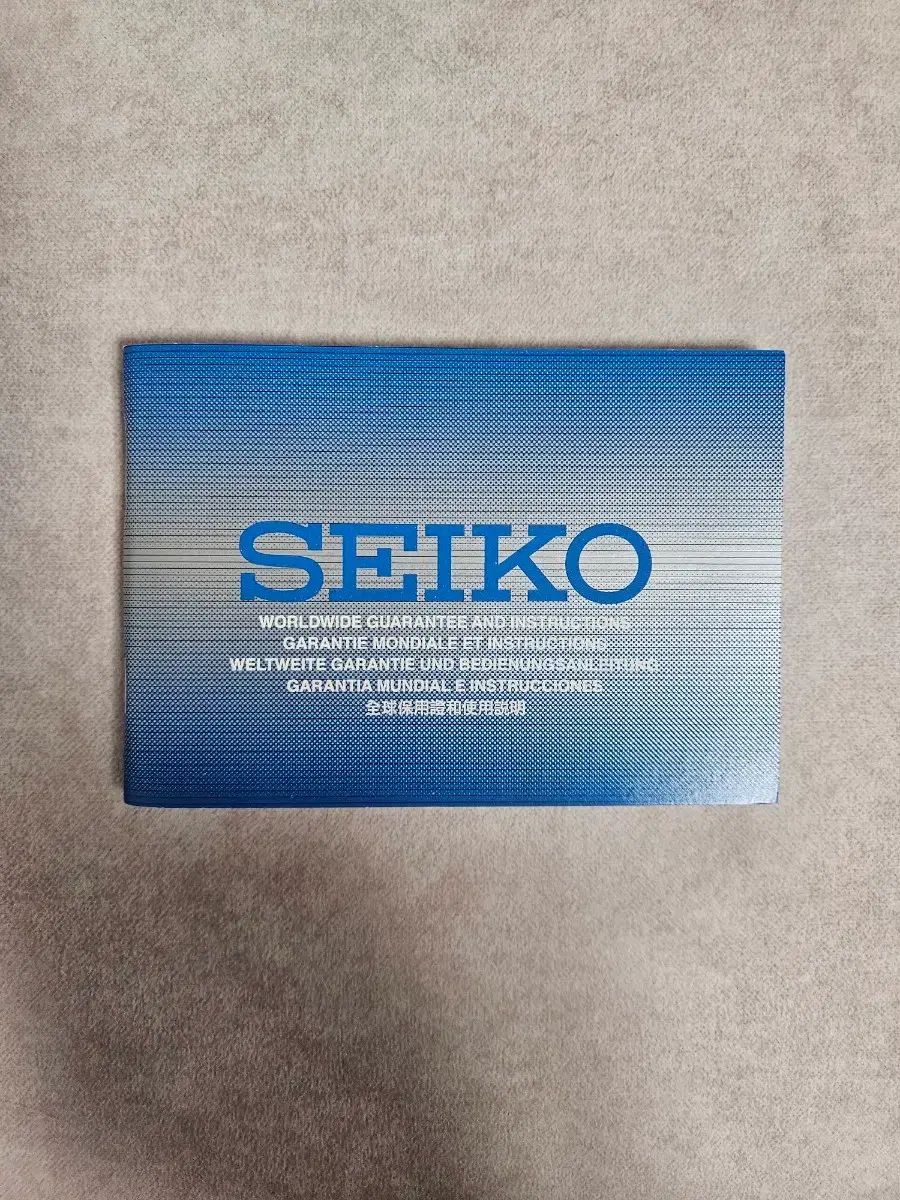 SEIKO
WORLDWIDE GUARANTEE AND INSTRUCTIONS
GARANTIE MONDIALE ET INSTRUCTIONS
WELTWEITE GARANTIE UND BEDIENUNGSANLEITUNG
GARANTIA MUNDIAL E INSTRUCCIONES
全球保用證和使用説明